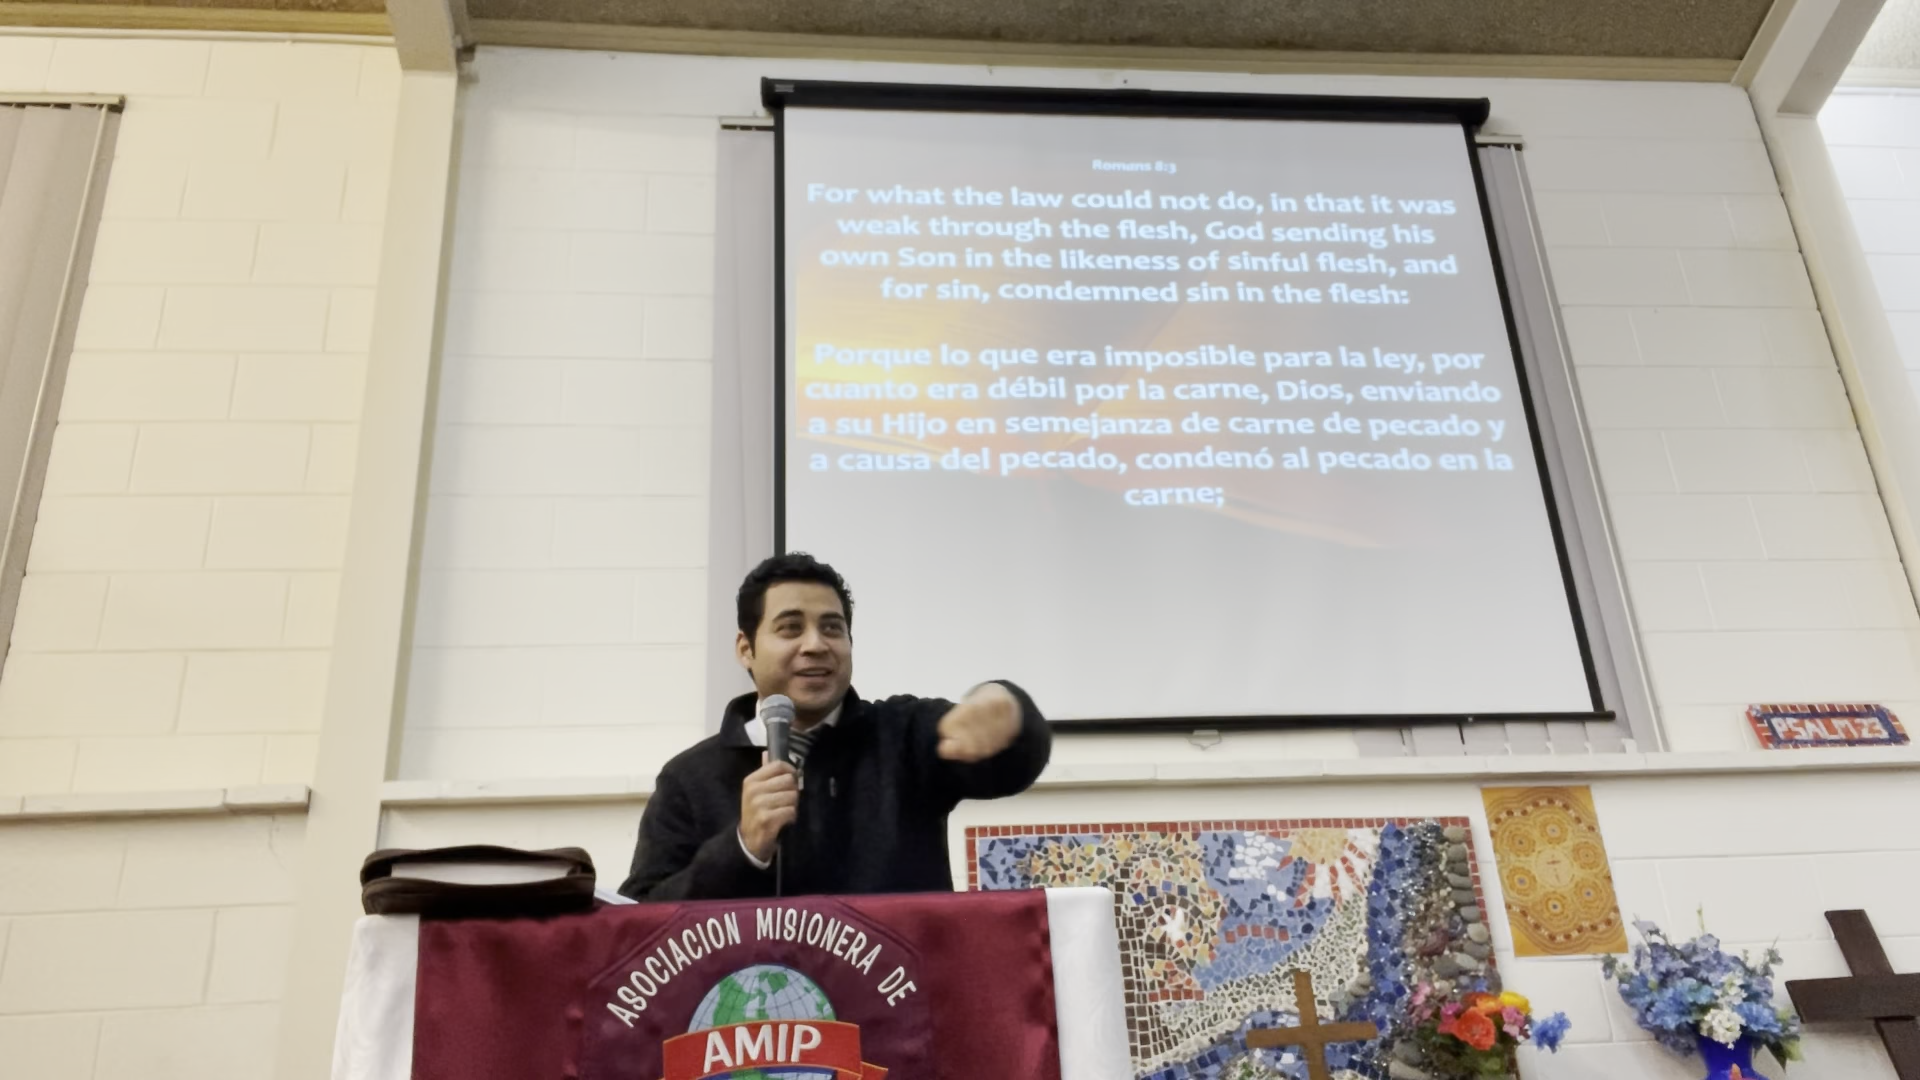 Romans 8:3
For what the law could not do, in that it was
weak through the flesh, God sending his
own Son in the likeness of sinful flesh, and
for sin, condemned sin in the flesh:
Porque lo que era imposible para la ley, por
cuanto era débil por la carne, Dios, enviando
a su Hijo en semejanza de carne de pecado y
a causa del pecado, condenó al pecado en la
carne;
PSALM 23
ASOCIACION MISIONERA DE
AMIP